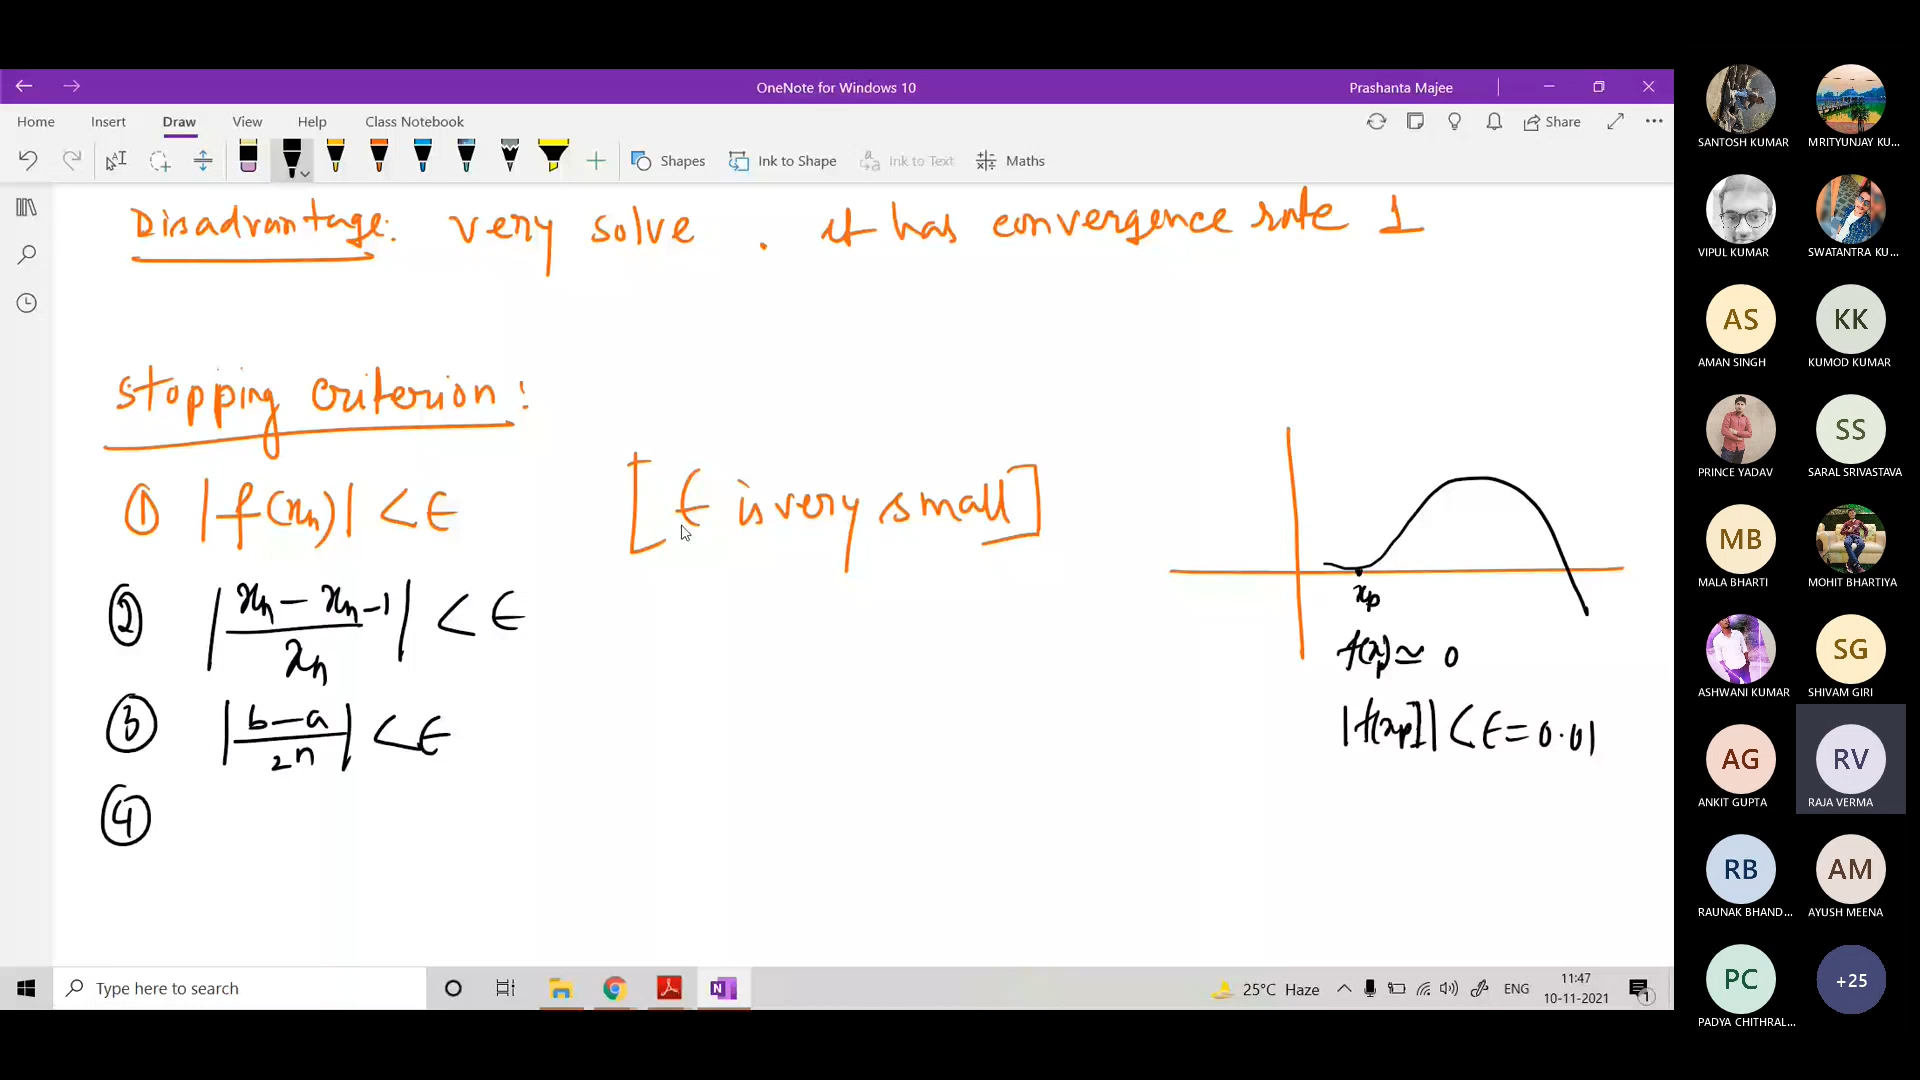 OneNote for Windows 10
Prashanta Majee
Home Insert Draw View Help Class Notebook
Share
Shapes Ink to Shape Ink to Text Maths
Disadvantage: very solve . it has convergence rate 1
Stopping Criterion:
① |f(xn)| < ε [ε is very small]
② |xn - xn-1 / xn| < ε
③ |b-a / 2n| < ε
④
xp
f(xp) ≃ 0
|f(xp)| < ε = 0.01
SANTOSH KUMAR
MRITYUNJAY KU...
VIPUL KUMAR
SWATANTRA KU...
AS
AMAN SINGH
KK
KUMOD KUMAR
PRINCE YADAV
SS
SARAL SRIVASTAVA
MB
MALA BHARTI
MOHIT BHARTIYA
ASHWANI KUMAR
SG
SHIVAM GIRI
AG
ANKIT GUPTA
RV
RAJA VERMA
RB
RAUNAK BHAND...
AM
AYUSH MEENA
PC
PADYA CHITHRAL...
+25
Type here to search
25°C Haze
ENG
11:47
10-11-2021
1